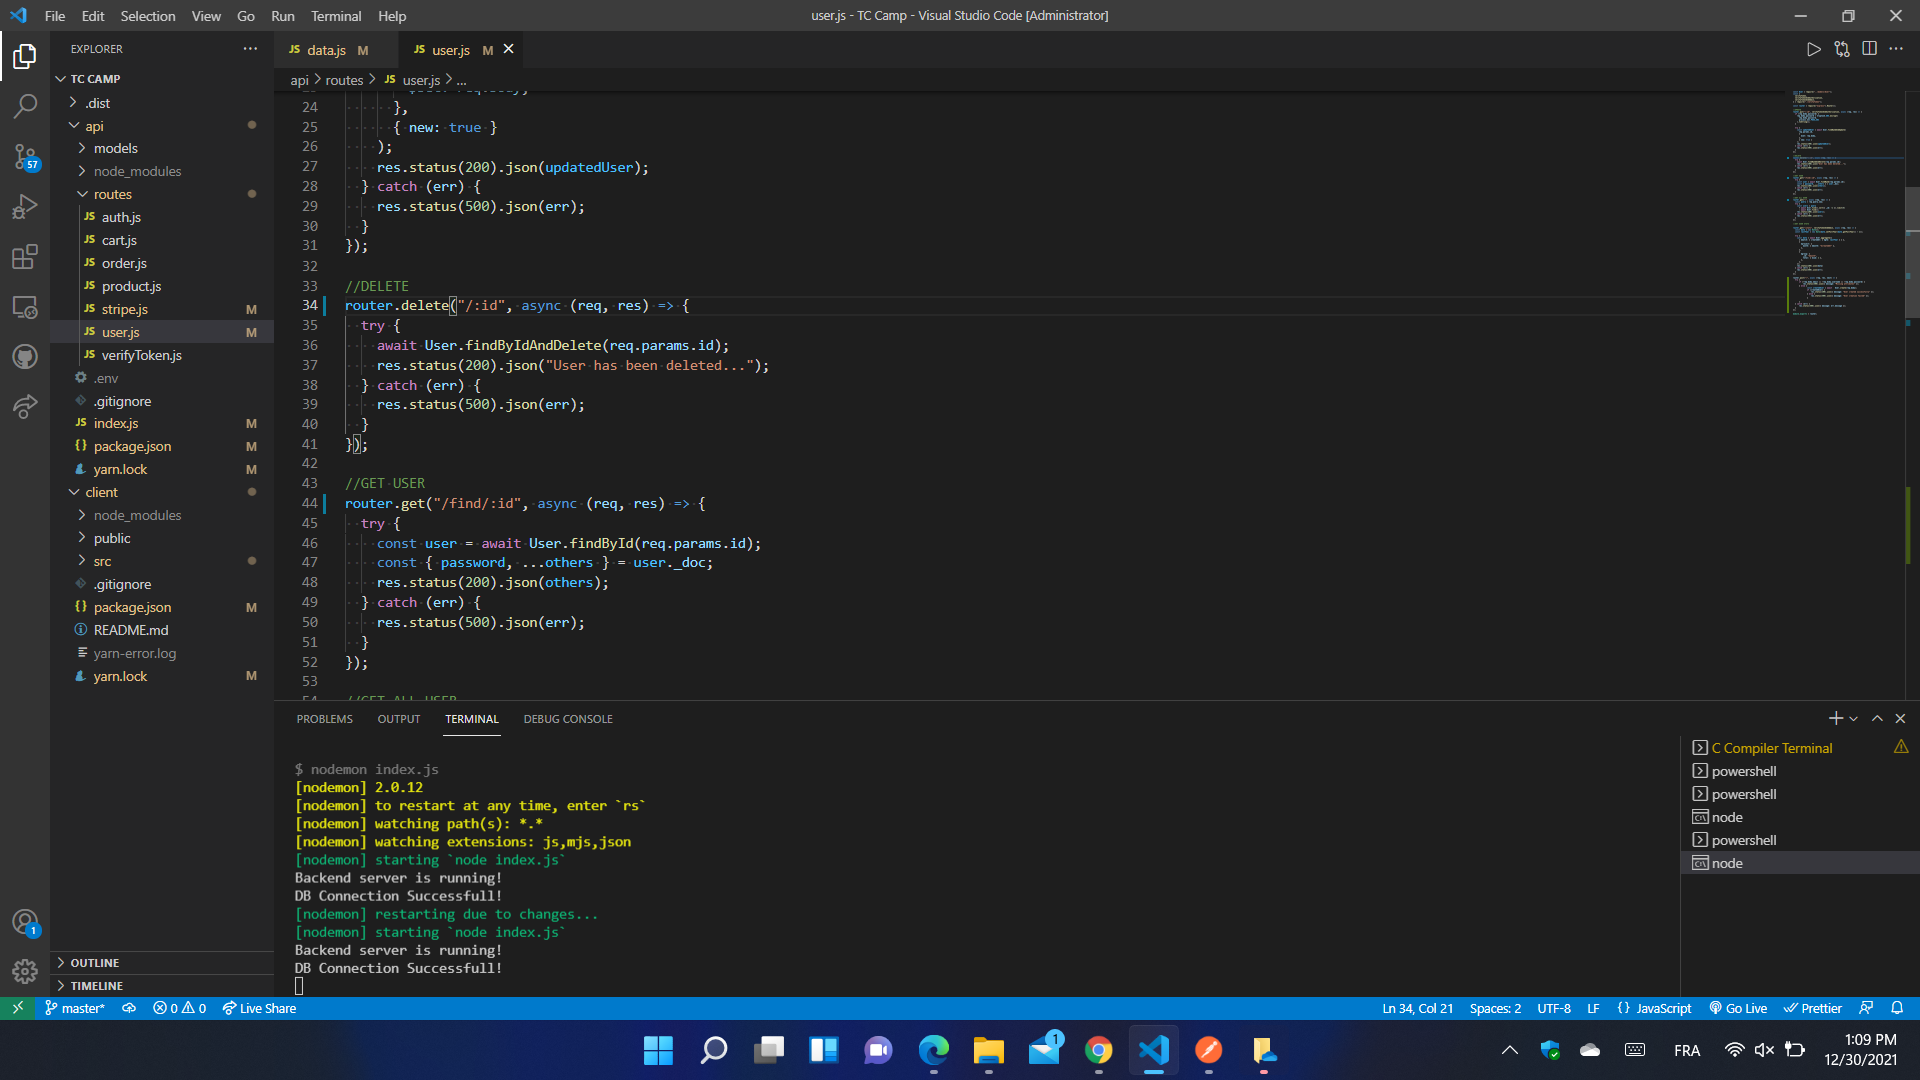 File Edit Selection View Go Run Terminal Help
user.js - TC Camp - Visual Studio Code [Administrator]
EXPLORER
TC CAMP
.dist
api
models
node_modules
routes
JS auth.js
JS cart.js
JS order.js
JS product.js
JS stripe.js M
JS user.js M
JS verifyToken.js
.env
.gitignore
JS index.js M
{} package.json M
yarn.lock M
client
node_modules
public
src
.gitignore
{} package.json M
README.md
yarn-error.log
yarn.lock M
OUTLINE
TIMELINE
57
1
JS data.js M
JS user.js M
api > routes > JS user.js > ...
24 },
25 { new: true }
26 );
27 res.status(200).json(updatedUser);
28 } catch (err) {
29 res.status(500).json(err);
30 }
31 });
32
33 //DELETE
34 router.delete("/:id", async (req, res) => {
35 try {
36 await User.findByIdAndDelete(req.params.id);
37 res.status(200).json("User has been deleted...");
38 } catch (err) {
39 res.status(500).json(err);
40 }
41 });
42
43 //GET USER
44 router.get("/find/:id", async (req, res) => {
45 try {
46 const user = await User.findById(req.params.id);
47 const { password, ...others } = user._doc;
48 res.status(200).json(others);
49 } catch (err) {
50 res.status(500).json(err);
51 }
52 });
53
54 //GET ALL USER
PROBLEMS OUTPUT TERMINAL DEBUG CONSOLE
$ nodemon index.js
[nodemon] 2.0.12
[nodemon] to restart at any time, enter `rs`
[nodemon] watching path(s): *.*
[nodemon] watching extensions: js,mjs,json
[nodemon] starting `node index.js`
Backend server is running!
DB Connection Successfull!
[nodemon] restarting due to changes...
[nodemon] starting `node index.js`
Backend server is running!
DB Connection Successfull!
C Compiler Terminal
powershell
powershell
node
powershell
node
master* 0 0 Live Share
Ln 34, Col 21 Spaces: 2 UTF-8 LF {} JavaScript Go Live Prettier
1
FRA
1:09 PM
12/30/2021